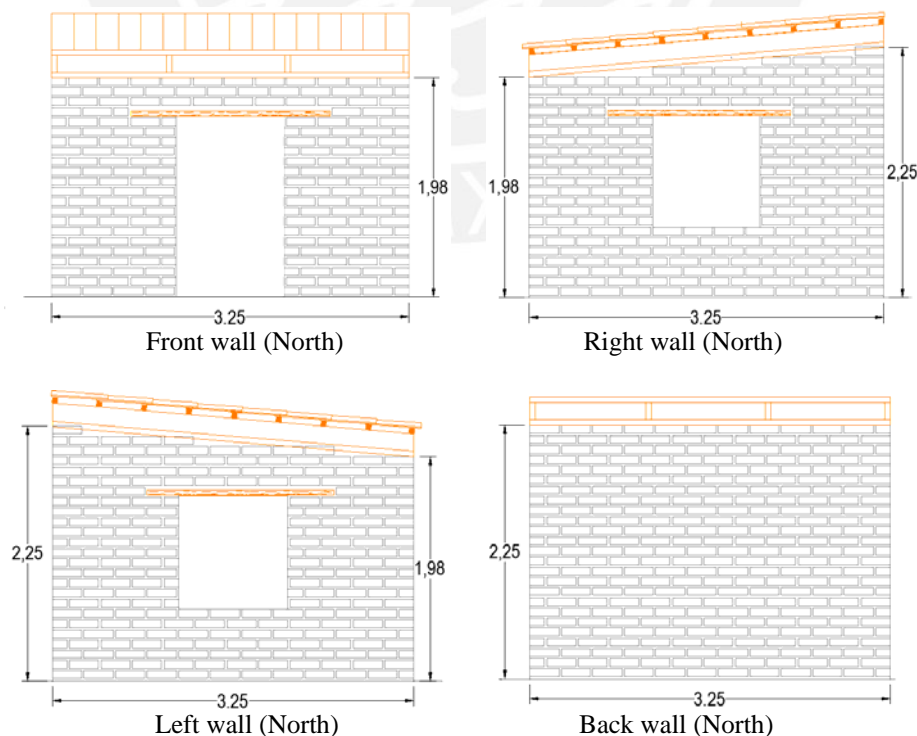 1,98
3.25
Front wall (North)
1,98
2,25
3.25
Right wall (North)
2,25
1,98
3.25
Left wall (North)
2,25
3.25
Back wall (North)